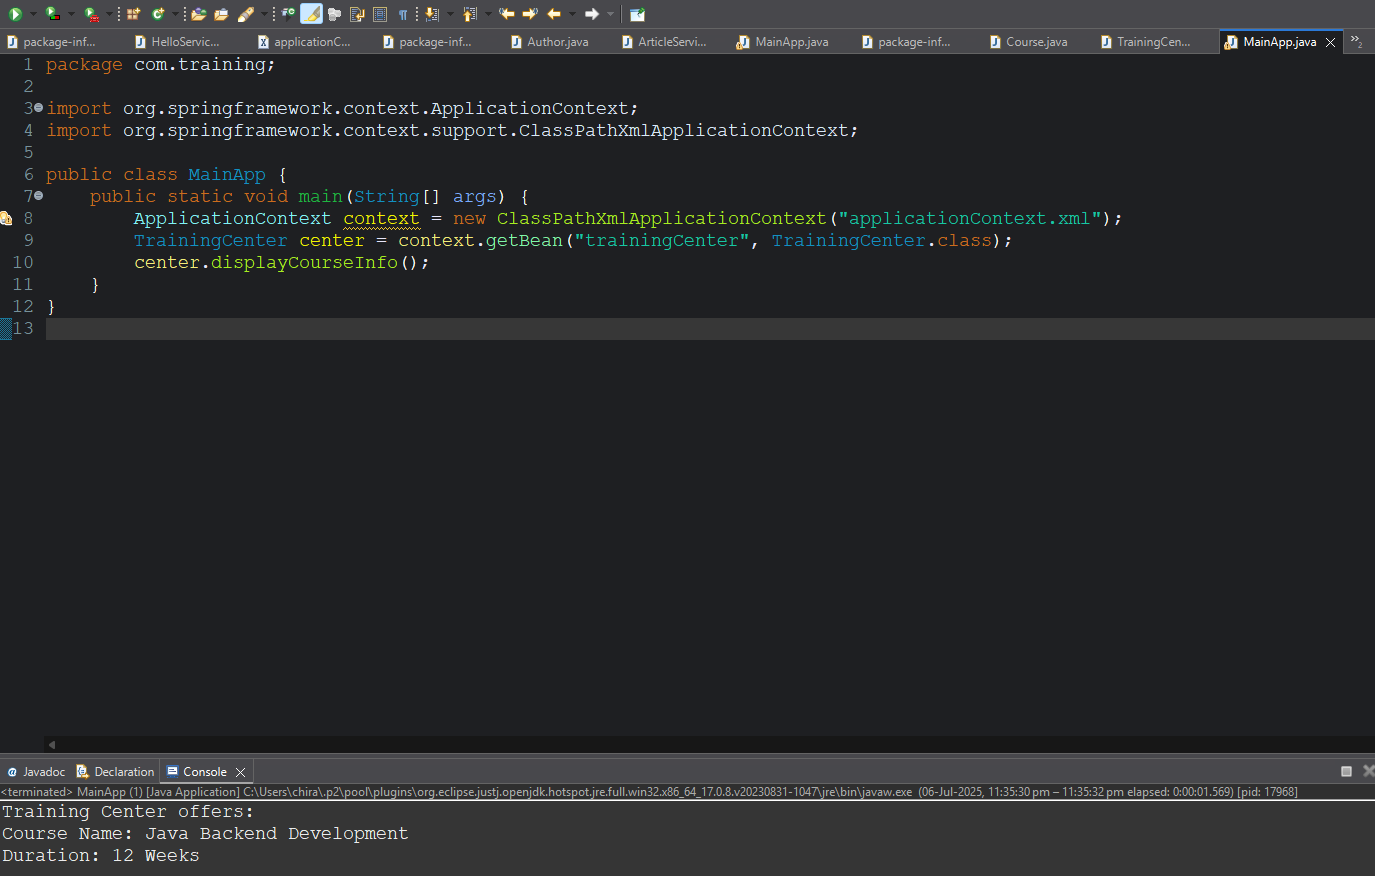 package-inf...
HelloServic...
applicationC...
package-inf...
Author.java
ArticleServi...
MainApp.java
package-inf...
Course.java
TrainingCen...
MainApp.java
»2
1 package com.training;
2
3 import org.springframework.context.ApplicationContext;
4 import org.springframework.context.support.ClassPathXmlApplicationContext;
5
6 public class MainApp {
7     public static void main(String[] args) {
8         ApplicationContext context = new ClassPathXmlApplicationContext("applicationContext.xml");
9         TrainingCenter center = context.getBean("trainingCenter", TrainingCenter.class);
10         center.displayCourseInfo();
11     }
12 }
13
Javadoc
Declaration
Console
<terminated> MainApp (1) [Java Application] C:\Users\chira\.p2\pool\plugins\org.eclipse.justj.openjdk.hotspot.jre.full.win32.x86_64_17.0.8.v20230831-1047\jre\bin\javaw.exe (06-Jul-2025, 11:35:30 pm – 11:35:32 pm elapsed: 0:00:01.569) [pid: 17968]
Training Center offers:
Course Name: Java Backend Development
Duration: 12 Weeks